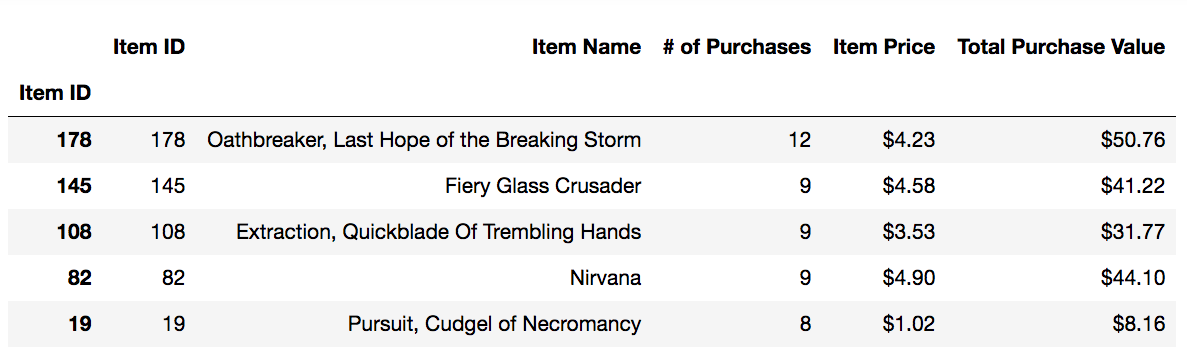 Item ID Item Name # of Purchases Item Price Total Purchase Value
Item ID
178 178 Oathbreaker, Last Hope of the Breaking Storm 12 $4.23 $50.76
145 145 Fiery Glass Crusader 9 $4.58 $41.22
108 108 Extraction, Quickblade Of Trembling Hands 9 $3.53 $31.77
82 82 Nirvana 9 $4.90 $44.10
19 19 Pursuit, Cudgel of Necromancy 8 $1.02 $8.16